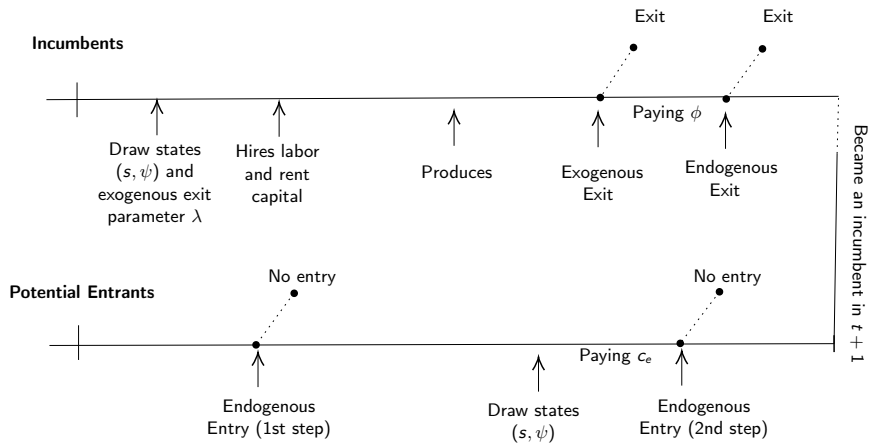 Exit
Exit
Incumbents
Paying ϕ
Draw states
(s, ψ) and
exogenous exit
parameter λ
Hires labor
and rent
capital
Produces
Exogenous
Exit
Endogenous
Exit
Became an incumbent in t + 1
No entry
No entry
Potential Entrants
Paying cₑ
Endogenous
Entry (1st step)
Draw states
(s, ψ)
Endogenous
Entry (2nd step)